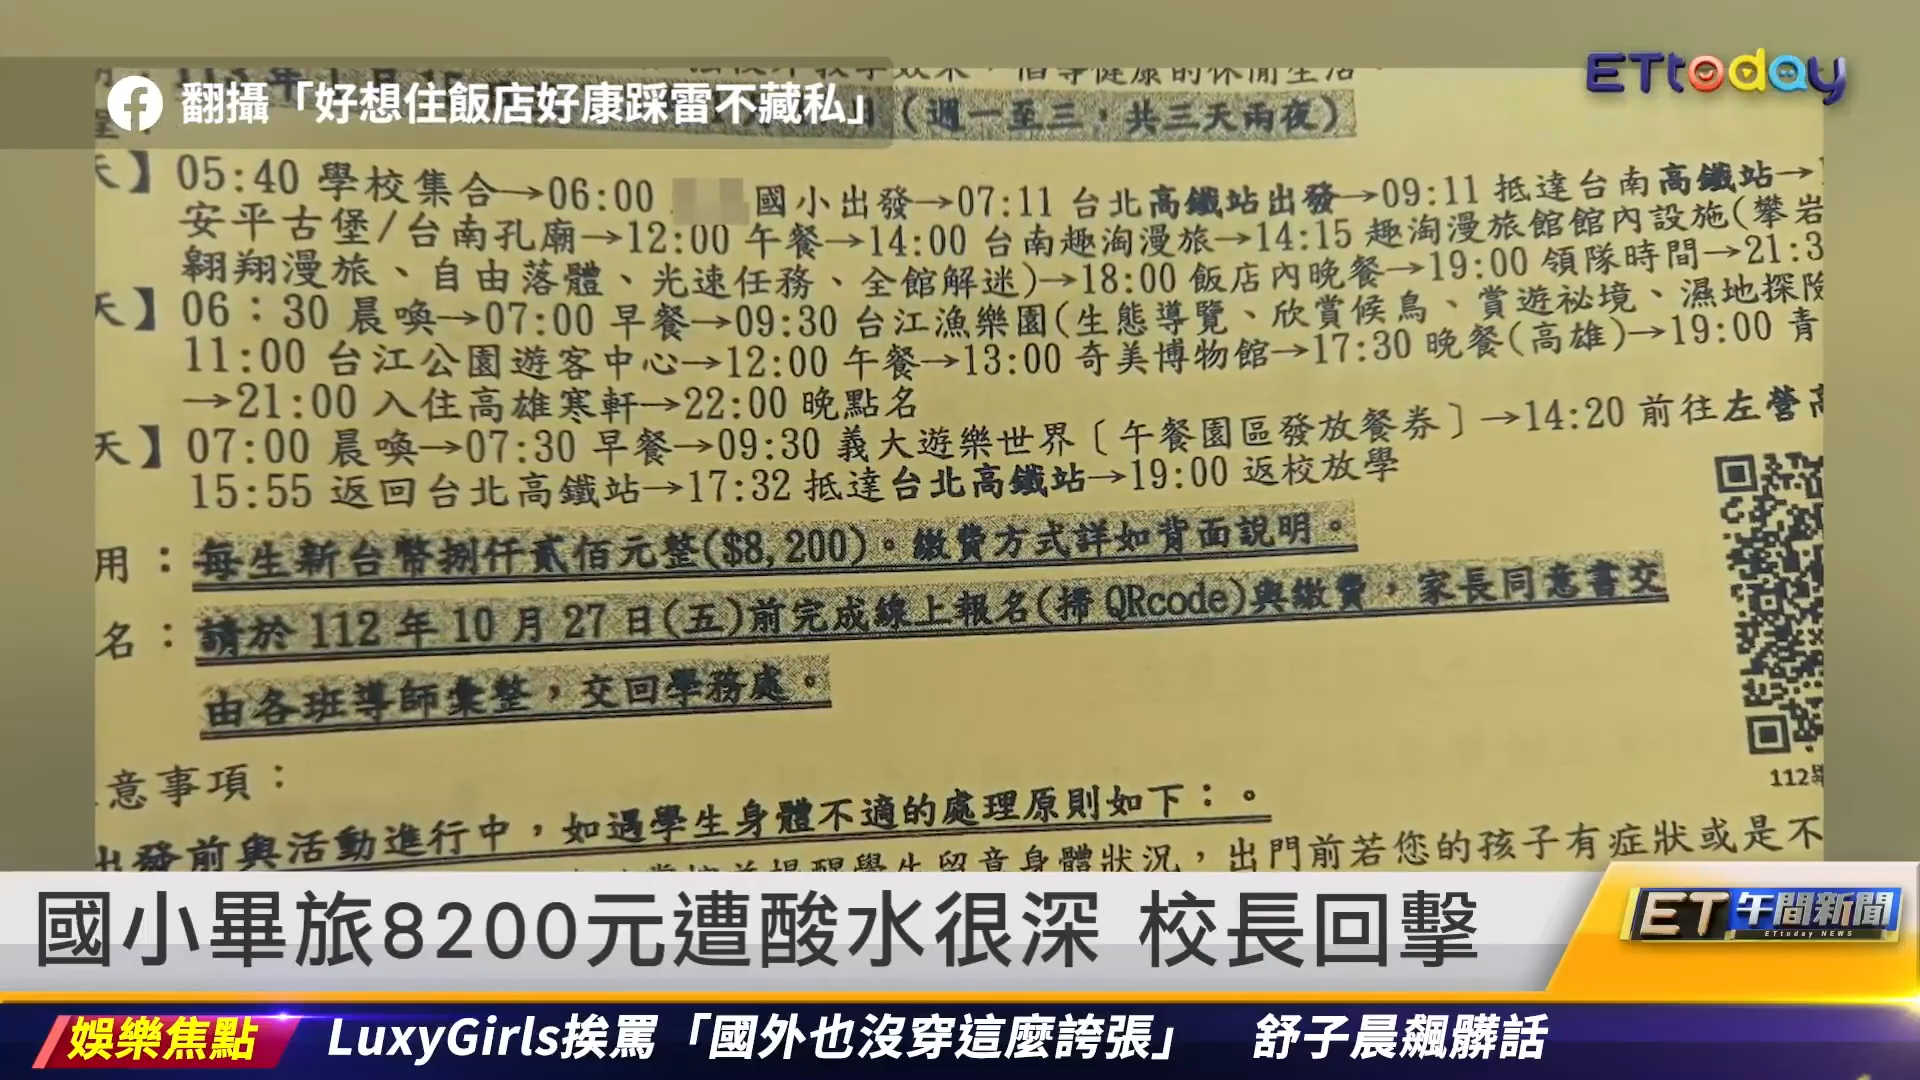 ETtoday
翻攝「好想住飯店好康踩雷不藏私」
(週一至三，共三天兩夜)
天】05:40 學校集合→06:00 國小出發→07:11 台北高鐵站出發→09:11 抵達台南高鐵站→
安平古堡/台南孔廟→12:00 午餐→14:00 台南趣淘漫旅→14:15 趣淘漫旅館館內設施(攀岩
翱翔漫旅、自由落體、光速任務、全館解迷)→18:00 飯店內晚餐→19:00 領隊時間→21:3
天】06：30 晨喚→07:00 早餐→09:30 台江漁樂園(生態導覽、欣賞候鳥、賞遊祕境、濕地探險
11:00 台江公園遊客中心→12:00 午餐→13:00 奇美博物館→17:30 晚餐(高雄)→19:00 青
→21:00 入住高雄寒軒→22:00 晚點名
天】07:00 晨喚→07:30 早餐→09:30 義大遊樂世界〔午餐園區發放餐券〕→14:20 前往左營高
15:55 返回台北高鐵站→17:32 抵達台北高鐵站→19:00 返校放學
用：每生新台幣捌仟貳佰元整($8,200)。繳費方式詳如背面說明。
名：請於 112 年 10 月 27 日(五)前完成線上報名(掃 QRcode)與繳費，家長同意書交
由各班導師彙整，交回學務處。
112
意事項：
出發前與活動進行中，如遇學生身體不適的處理原則如下：。
提醒學生留意身體狀況，出門前若您的孩子有症狀或是不
國小畢旅8200元遭酸水很深 校長回擊
ET午間新聞
ETtoday NEWS
娛樂焦點 LuxyGirls挨罵「國外也沒穿這麼誇張」 舒子晨飆髒話